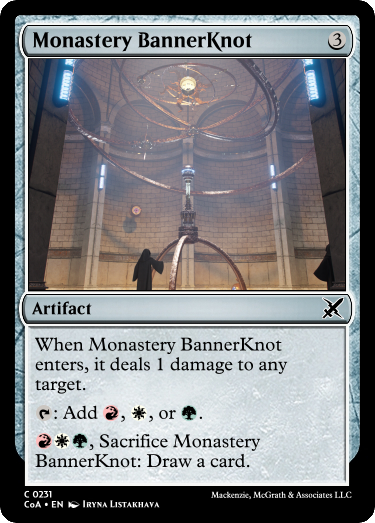 Monastery BannerKnot 3
Artifact
When Monastery BannerKnot
enters, it deals 1 damage to any
target.
: Add , , or .
, Sacrifice Monastery
BannerKnot: Draw a card.
C 0231
CoA • EN Iryna Listakhava
Mackenzie, McGrath & Associates LLC